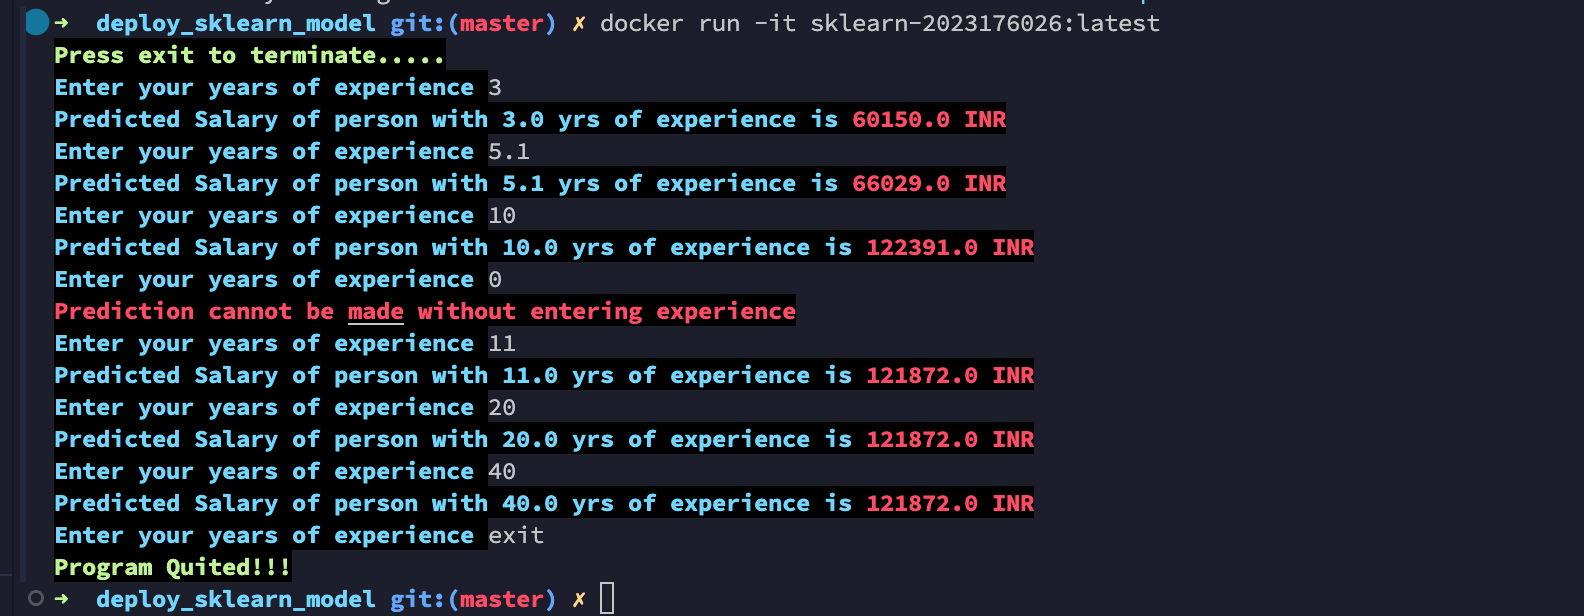 ➜  deploy_sklearn_model git:(master) ✗ docker run -it sklearn-2023176026:latest
Press exit to terminate.....
Enter your years of experience 3
Predicted Salary of person with 3.0 yrs of experience is 60150.0 INR
Enter your years of experience 5.1
Predicted Salary of person with 5.1 yrs of experience is 66029.0 INR
Enter your years of experience 10
Predicted Salary of person with 10.0 yrs of experience is 122391.0 INR
Enter your years of experience 0
Prediction cannot be made without entering experience
Enter your years of experience 11
Predicted Salary of person with 11.0 yrs of experience is 121872.0 INR
Enter your years of experience 20
Predicted Salary of person with 20.0 yrs of experience is 121872.0 INR
Enter your years of experience 40
Predicted Salary of person with 40.0 yrs of experience is 121872.0 INR
Enter your years of experience exit
Program Quited!!!
➜  deploy_sklearn_model git:(master) ✗